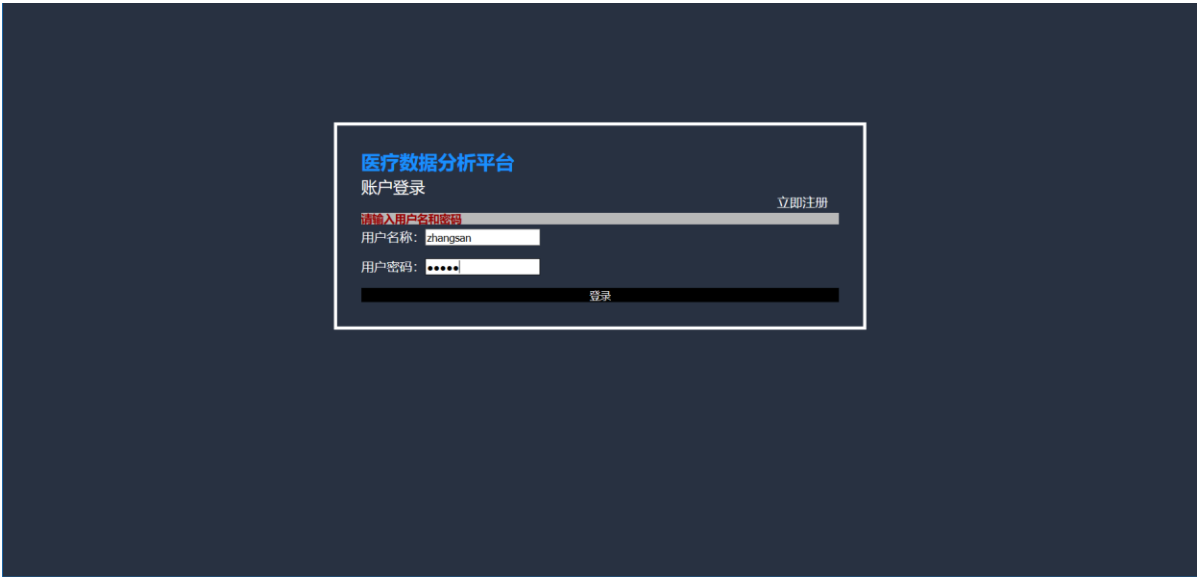 医疗数据分析平台
账户登录
立即注册
请输入用户名和密码
用户名称：zhangsan
用户密码：•••••
登录